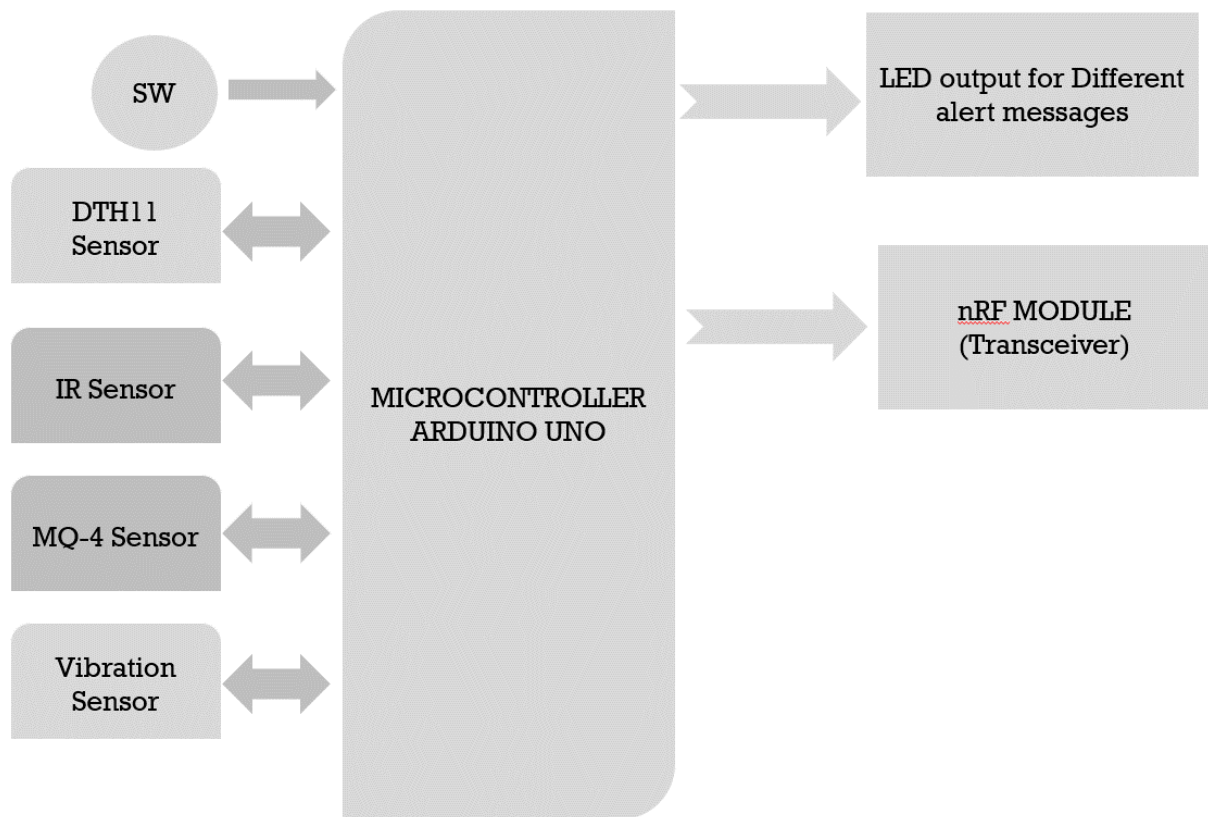 SW
DTH11
Sensor
IR Sensor
MQ-4 Sensor
Vibration
Sensor
MICROCONTROLLER
ARDUINO UNO
LED output for Different
alert messages
nRF MODULE
(Transceiver)